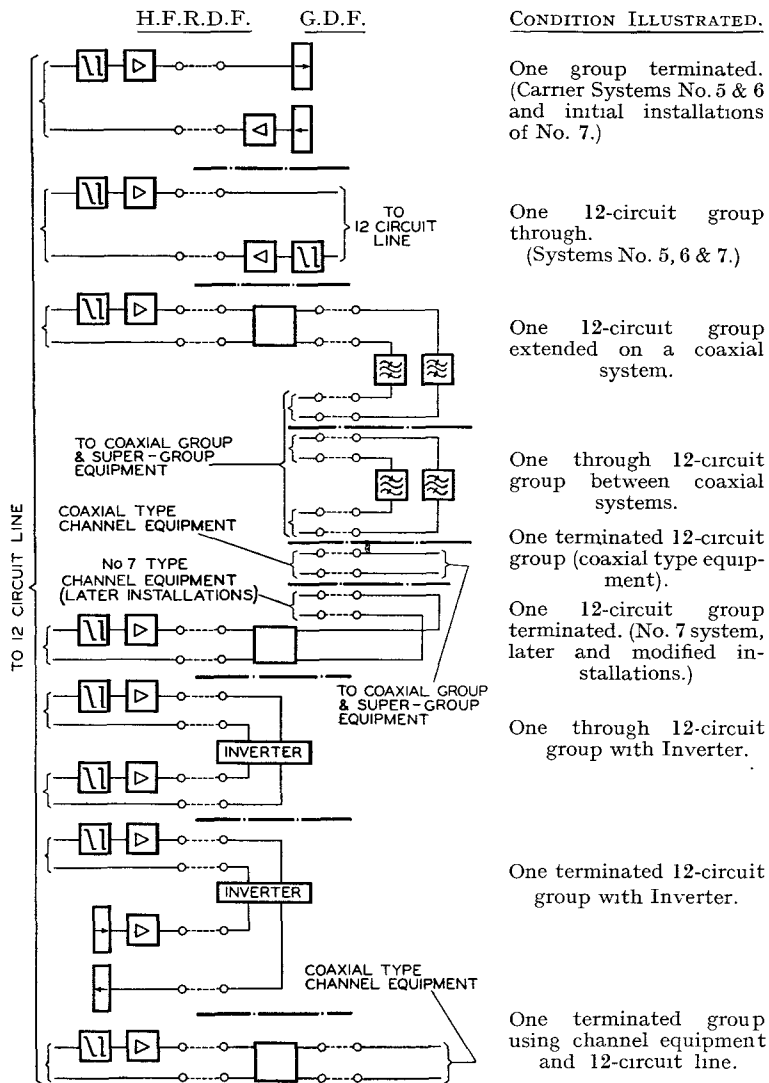 H.F.R.D.F.
G.D.F.
CONDITION ILLUSTRATED.
One group terminated.
(Carrier Systems No. 5 & 6
and initial installations
of No. 7.)
TO
12 CIRCUIT
LINE
One 12-circuit group
through.
(Systems No. 5, 6 & 7.)
One 12-circuit group
extended on a coaxial
system.
TO COAXIAL GROUP
& SUPER-GROUP
EQUIPMENT
One through 12-circuit
group between coaxial
systems.
COAXIAL TYPE
CHANNEL EQUIPMENT
One terminated 12-circuit
group (coaxial type equip-
ment).
No 7 TYPE
CHANNEL EQUIPMENT
(LATER INSTALLATIONS)
One 12-circuit group
terminated. (No. 7 system,
later and modified in-
stallations.)
TO 12 CIRCUIT LINE
TO COAXIAL GROUP
& SUPER-GROUP
EQUIPMENT
INVERTER
One through 12-circuit
group with Inverter.
INVERTER
One terminated 12-circuit
group with Inverter.
COAXIAL TYPE
CHANNEL EQUIPMENT
One terminated group
using channel equipment
and 12-circuit line.